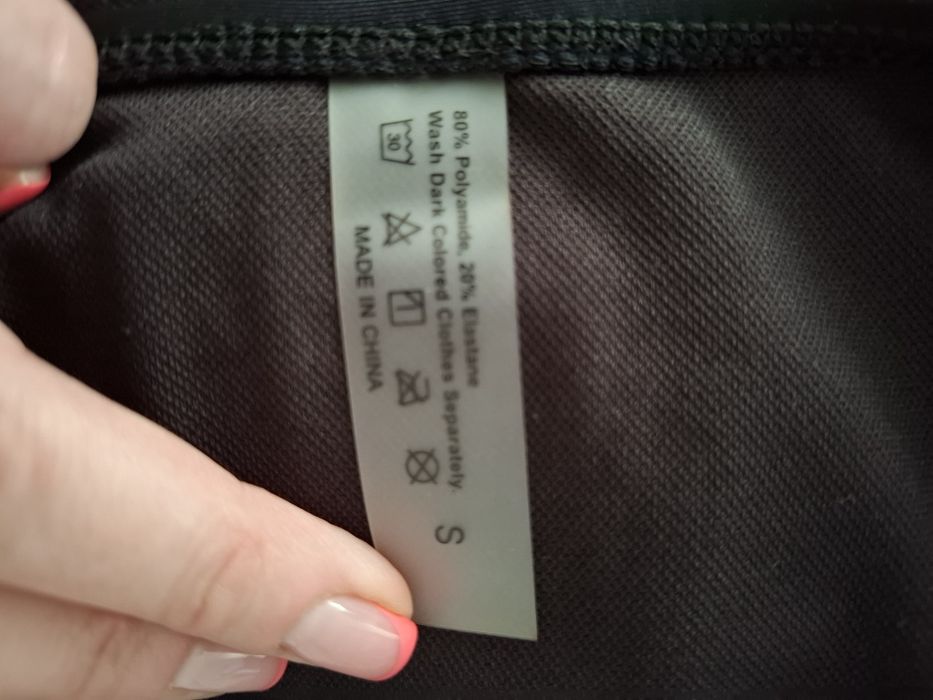 80% Polyamide, 20% Elastane
Wash Dark Colored Clothes Separately.
30
MADE IN CHINA
S